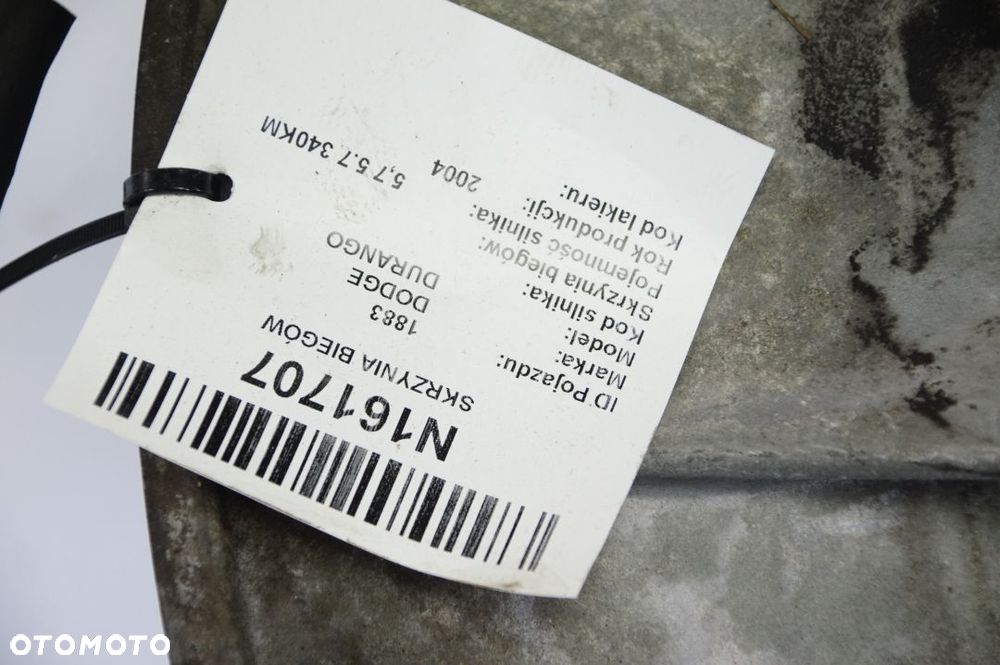 N161707
SKRZYNIA BIEGÓW
ID Pojazdu: 1883
Marka: DODGE
Model: DURANGO
Kod silnika:
Skrzynia biegów:
Pojemność silnika: 5,7 5.7 340KM
Rok produkcji: 2004
Kod lakieru:
OTOMOTO